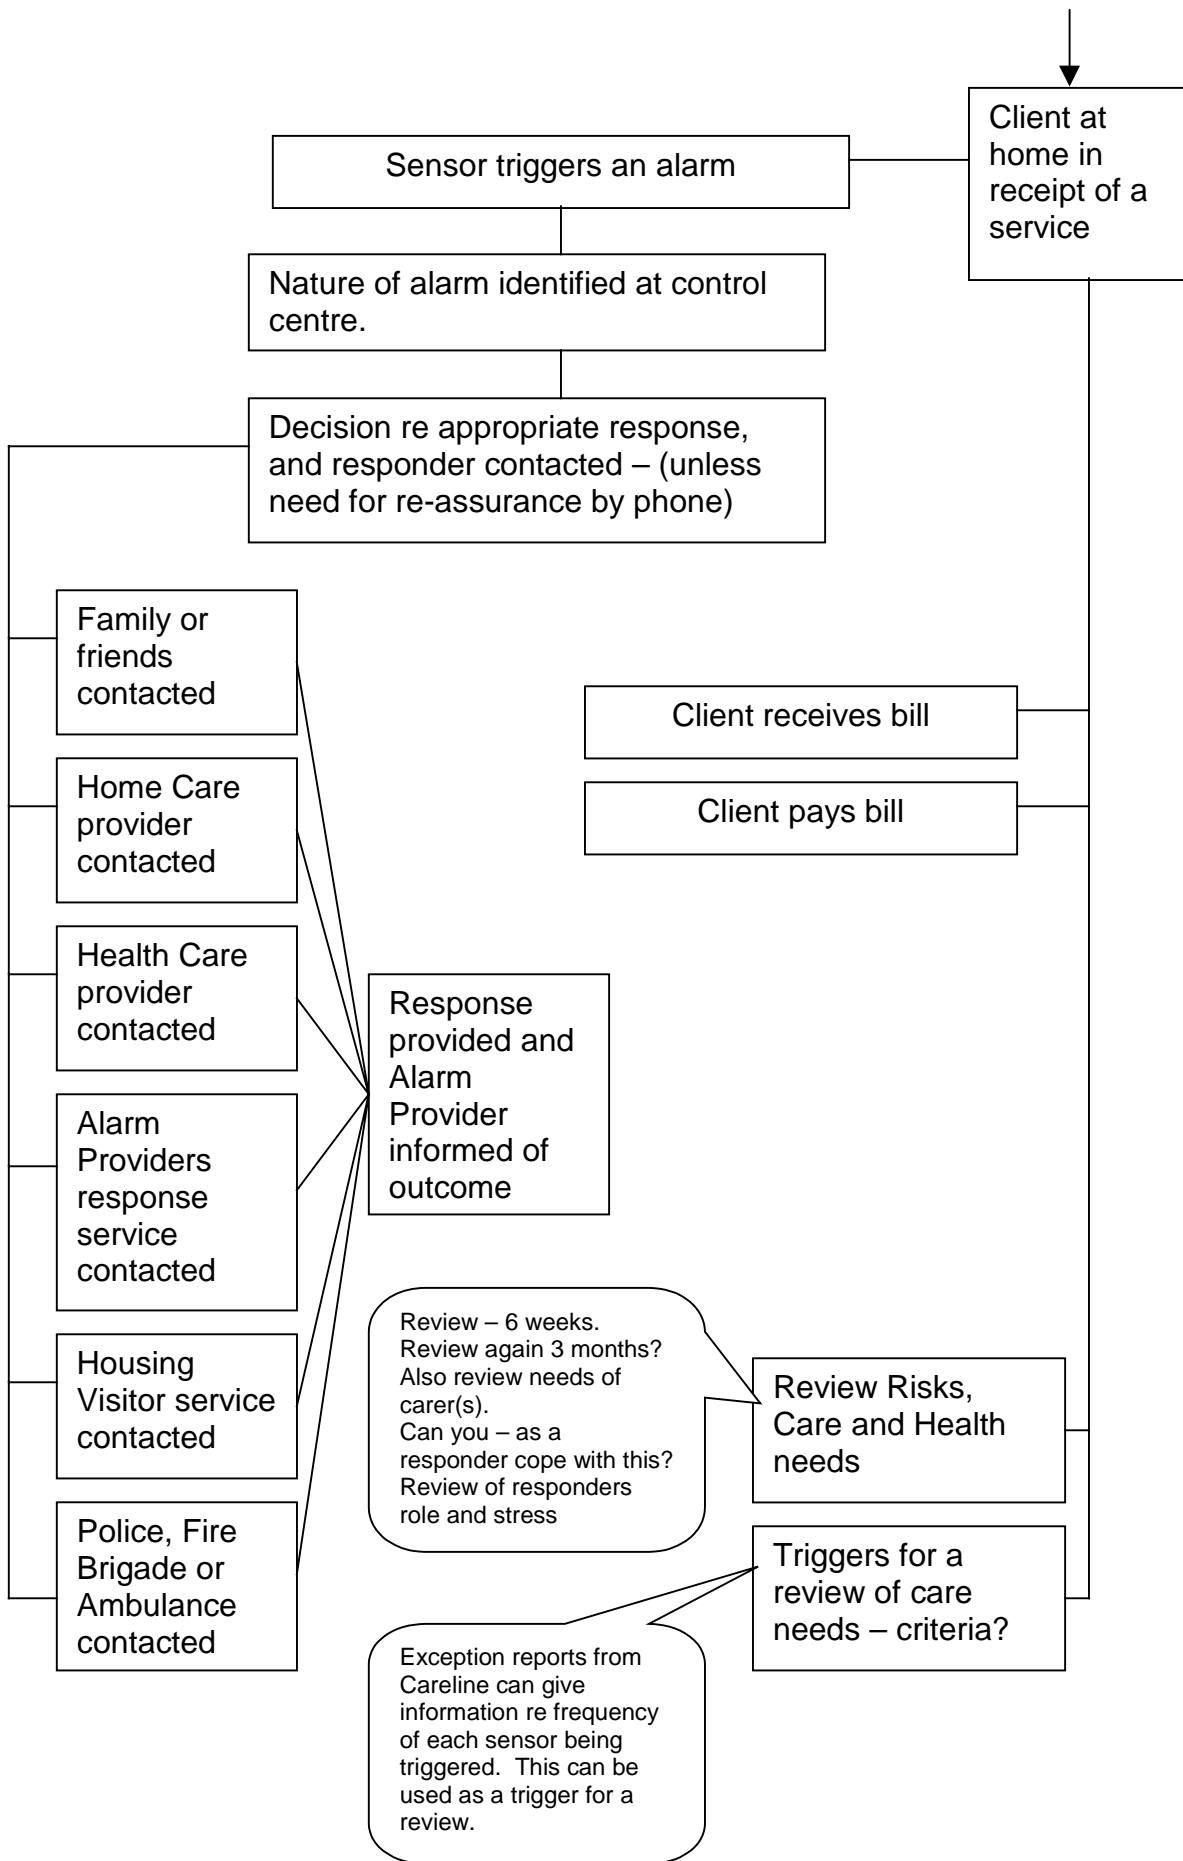 Client at
home in
receipt of a
service
Sensor triggers an alarm
Nature of alarm identified at control
centre.
Decision re appropriate response,
and responder contacted – (unless
need for re-assurance by phone)
Family or
friends
contacted
Client receives bill
Home Care
provider
contacted
Client pays bill
Health Care
provider
contacted
Response
provided and
Alarm
Provider
informed of
outcome
Alarm
Providers
response
service
contacted
Housing
Visitor service
contacted
Police, Fire
Brigade or
Ambulance
contacted
Review – 6 weeks.
Review again 3 months?
Also review needs of
carer(s).
Can you – as a
responder cope with this?
Review of responders
role and stress
Review Risks,
Care and Health
needs
Triggers for a
review of care
needs – criteria?
Exception reports from
Careline can give
information re frequency
of each sensor being
triggered.  This can be
used as a trigger for a
review.